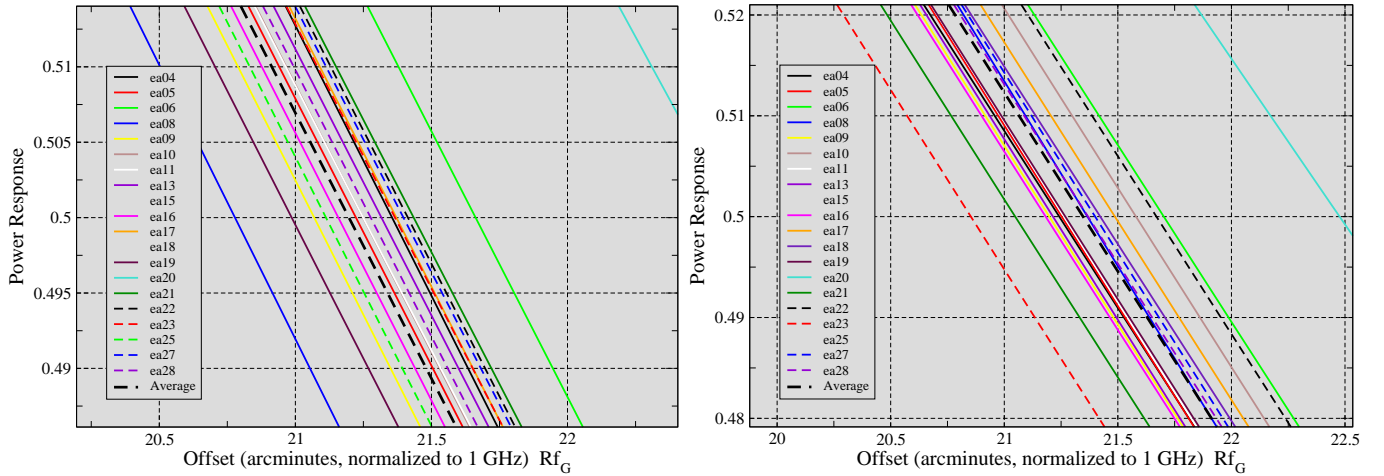 Power Response
0.51
0.505
0.5
0.495
0.49
ea04
ea05
ea06
ea08
ea09
ea10
ea11
ea13
ea15
ea16
ea17
ea18
ea19
ea20
ea21
ea22
ea23
ea25
ea27
ea28
Average
20.5 21 21.5 22
Offset (arcminutes, normalized to 1 GHz) Rf_G
Power Response
0.52
0.51
0.5
0.49
0.48
ea04
ea05
ea06
ea08
ea09
ea10
ea11
ea13
ea15
ea16
ea17
ea18
ea19
ea20
ea21
ea22
ea23
ea25
ea27
ea28
Average
20 20.5 21 21.5 22 22.5
Offset (arcminutes, normalized to 1 GHz) Rf_G